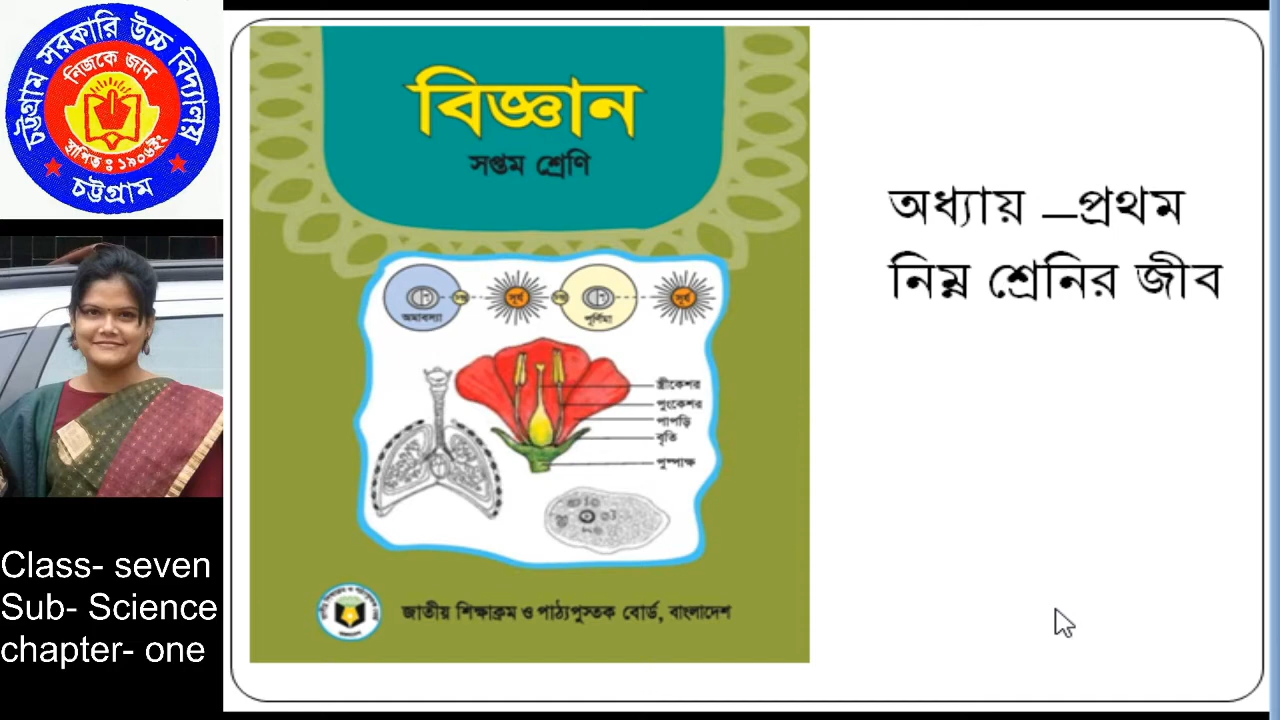 চট্টগ্রাম সরকারি উচ্চ বিদ্যালয়
নিজকে জান
স্থাপিত ঃ ১৯০৬ইং
চট্টগ্রাম
Class- seven
Sub- Science
chapter- one
বিজ্ঞান
সপ্তম শ্রেণি
সূর্য
সূর্য
অমাবস্যা
পূর্ণিমা
স্ত্রীকেশর
পুংকেশর
পাপড়ি
বৃতি
পুষ্পাক্ষ
জাতীয় শিক্ষাক্রম ও পাঠ্যপুস্তক বোর্ড, বাংলাদেশ
অধ্যায় –প্রথম
নিম্ন শ্রেনির জীব